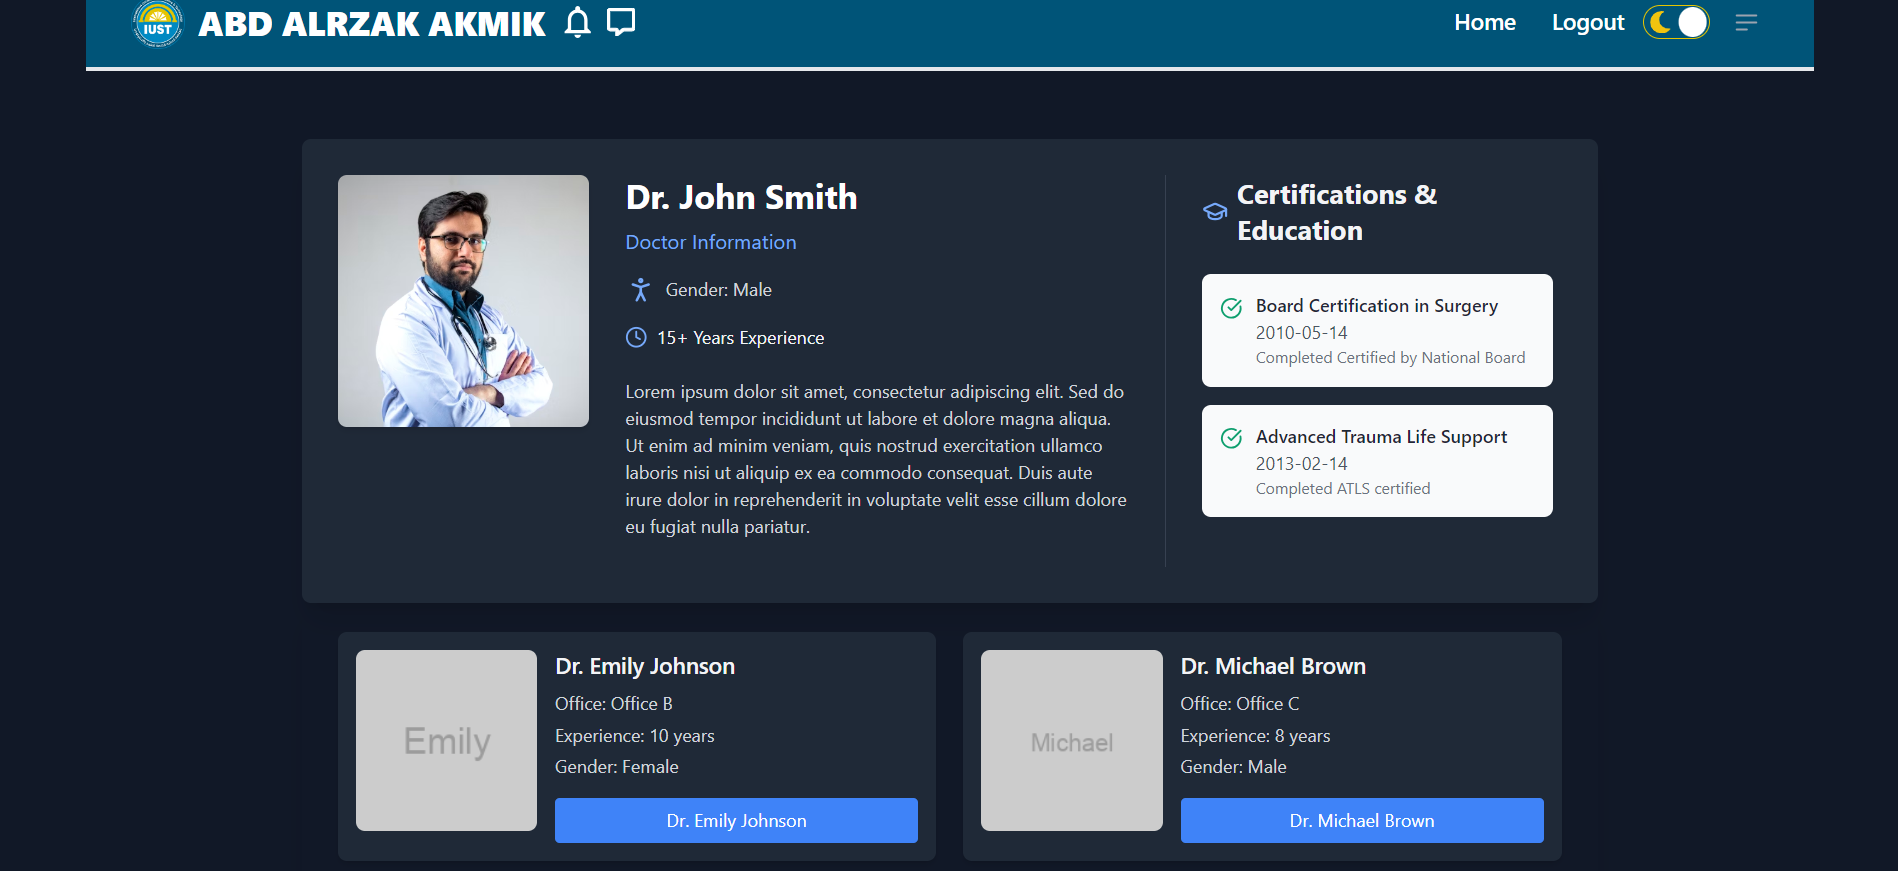 IUST
ABD ALRZAK AKMIK
Home
Logout
Dr. John Smith
Doctor Information
Gender: Male
15+ Years Experience
Lorem ipsum dolor sit amet, consectetur adipiscing elit. Sed do
eiusmod tempor incididunt ut labore et dolore magna aliqua.
Ut enim ad minim veniam, quis nostrud exercitation ullamco
laboris nisi ut aliquip ex ea commodo consequat. Duis aute
irure dolor in reprehenderit in voluptate velit esse cillum dolore
eu fugiat nulla pariatur.
Certifications &
Education
Board Certification in Surgery
2010-05-14
Completed Certified by National Board
Advanced Trauma Life Support
2013-02-14
Completed ATLS certified
Emily
Dr. Emily Johnson
Office: Office B
Experience: 10 years
Gender: Female
Dr. Emily Johnson
Michael
Dr. Michael Brown
Office: Office C
Experience: 8 years
Gender: Male
Dr. Michael Brown